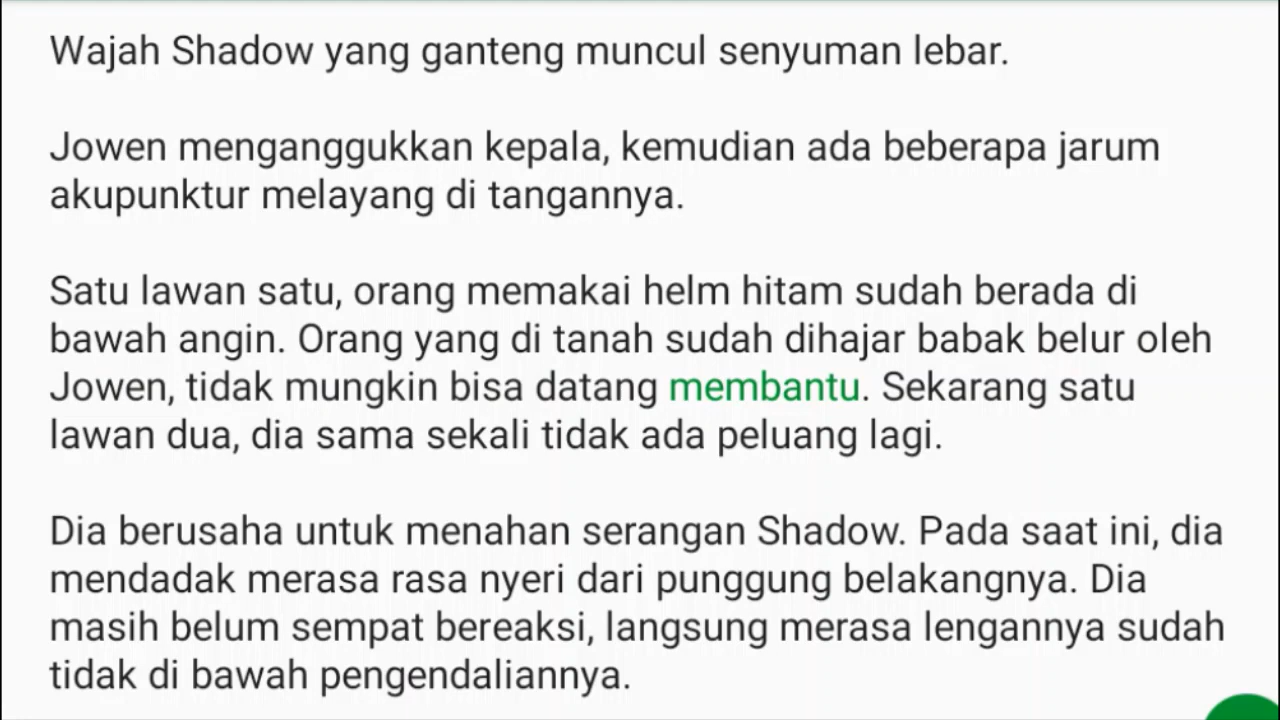 Wajah Shadow yang ganteng muncul senyuman lebar.
Jowen menganggukkan kepala, kemudian ada beberapa jarum
akupunktur melayang di tangannya.
Satu lawan satu, orang memakai helm hitam sudah berada di
bawah angin. Orang yang di tanah sudah dihajar babak belur oleh
Jowen, tidak mungkin bisa datang membantu. Sekarang satu
lawan dua, dia sama sekali tidak ada peluang lagi.
Dia berusaha untuk menahan serangan Shadow. Pada saat ini, dia
mendadak merasa rasa nyeri dari punggung belakangnya. Dia
masih belum sempat bereaksi, langsung merasa lengannya sudah
tidak di bawah pengendaliannya.